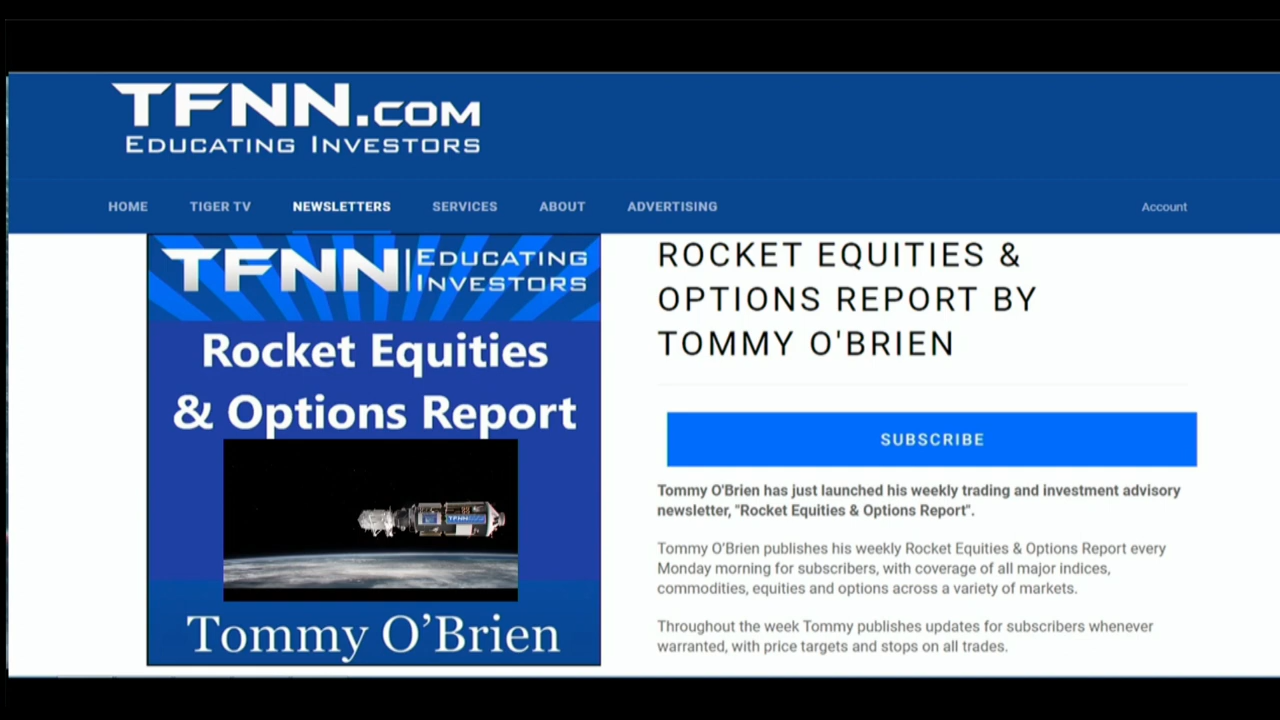 TFNN.COM
EDUCATING INVESTORS
HOME TIGER TV NEWSLETTERS SERVICES ABOUT ADVERTISING Account
TFNN | EDUCATING
INVESTORS
Rocket Equities
& Options Report
TFNN
Tommy O’Brien
ROCKET EQUITIES &
OPTIONS REPORT BY
TOMMY O'BRIEN
SUBSCRIBE
Tommy O'Brien has just launched his weekly trading and investment advisory
newsletter, "Rocket Equities & Options Report".
Tommy O’Brien publishes his weekly Rocket Equities & Options Report every
Monday morning for subscribers, with coverage of all major indices,
commodities, equities and options across a variety of markets.
Throughout the week Tommy publishes updates for subscribers whenever
warranted, with price targets and stops on all trades.